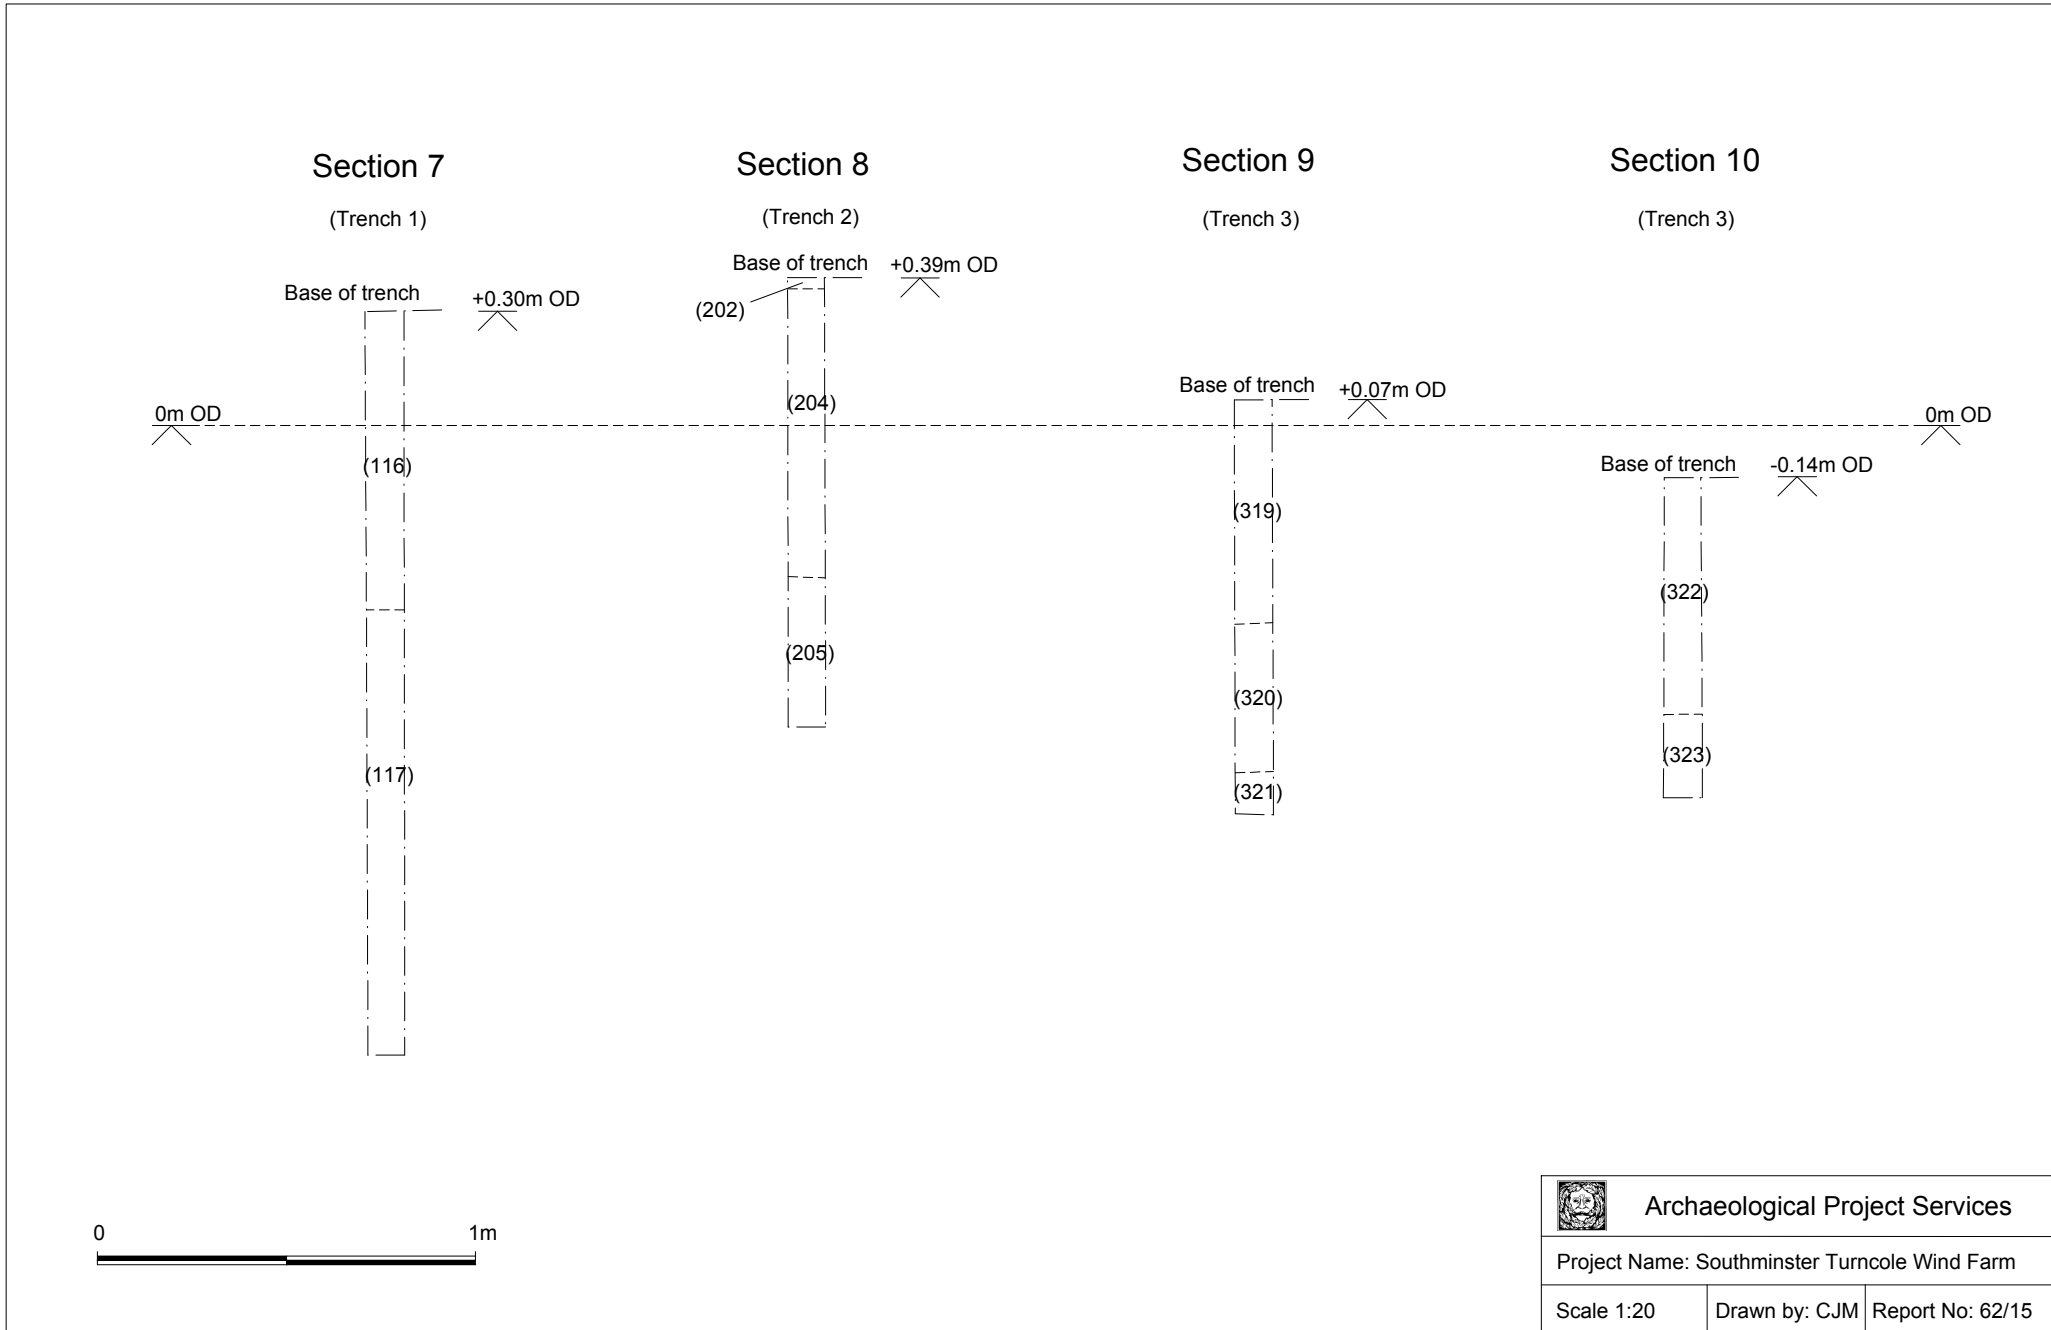 Section 7
(Trench 1)
Section 8
(Trench 2)
Section 9
(Trench 3)
Section 10
(Trench 3)
Base of trench
+0.30m OD
Base of trench
+0.39m OD
(202)
Base of trench
+0.07m OD
Base of trench
-0.14m OD
0m OD
0m OD
(116)
(117)
(204)
(205)
(319)
(320)
(321)
(322)
(323)
0
1m
Archaeological Project Services
Project Name: Southminster Turncole Wind Farm
Scale 1:20
Drawn by: CJM
Report No: 62/15